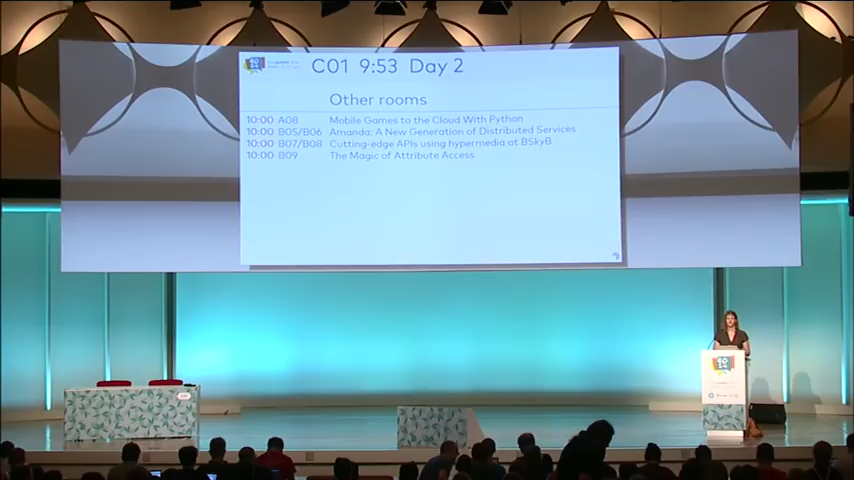 C01 9:53 Day 2
Other rooms
10:00 A08 Mobile Games to the Cloud With Python
10:00 B05/B06 Amanda: A New Generation of Distributed Services
10:00 B07/B08 Cutting-edge APIs using hypermedia at BSkyB
10:00 B09 The Magic of Attribute Access